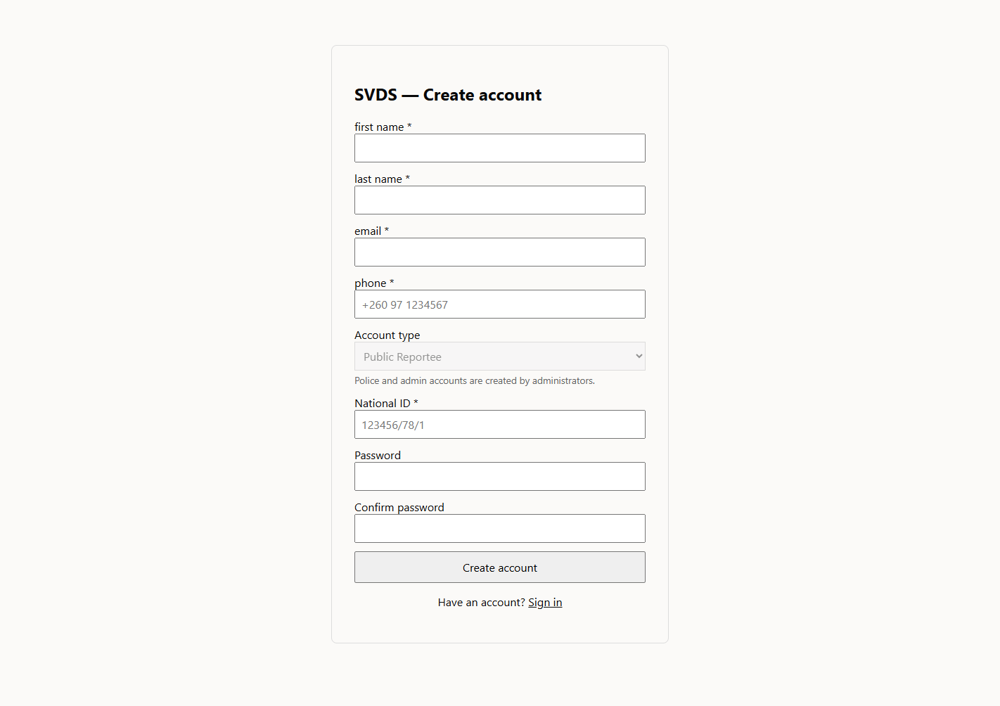 SVDS — Create account
first name *
last name *
email *
phone *
+260 97 1234567
Account type
Public Reportee
Police and admin accounts are created by administrators.
National ID *
123456/78/1
Password
Confirm password
Create account
Have an account? Sign in